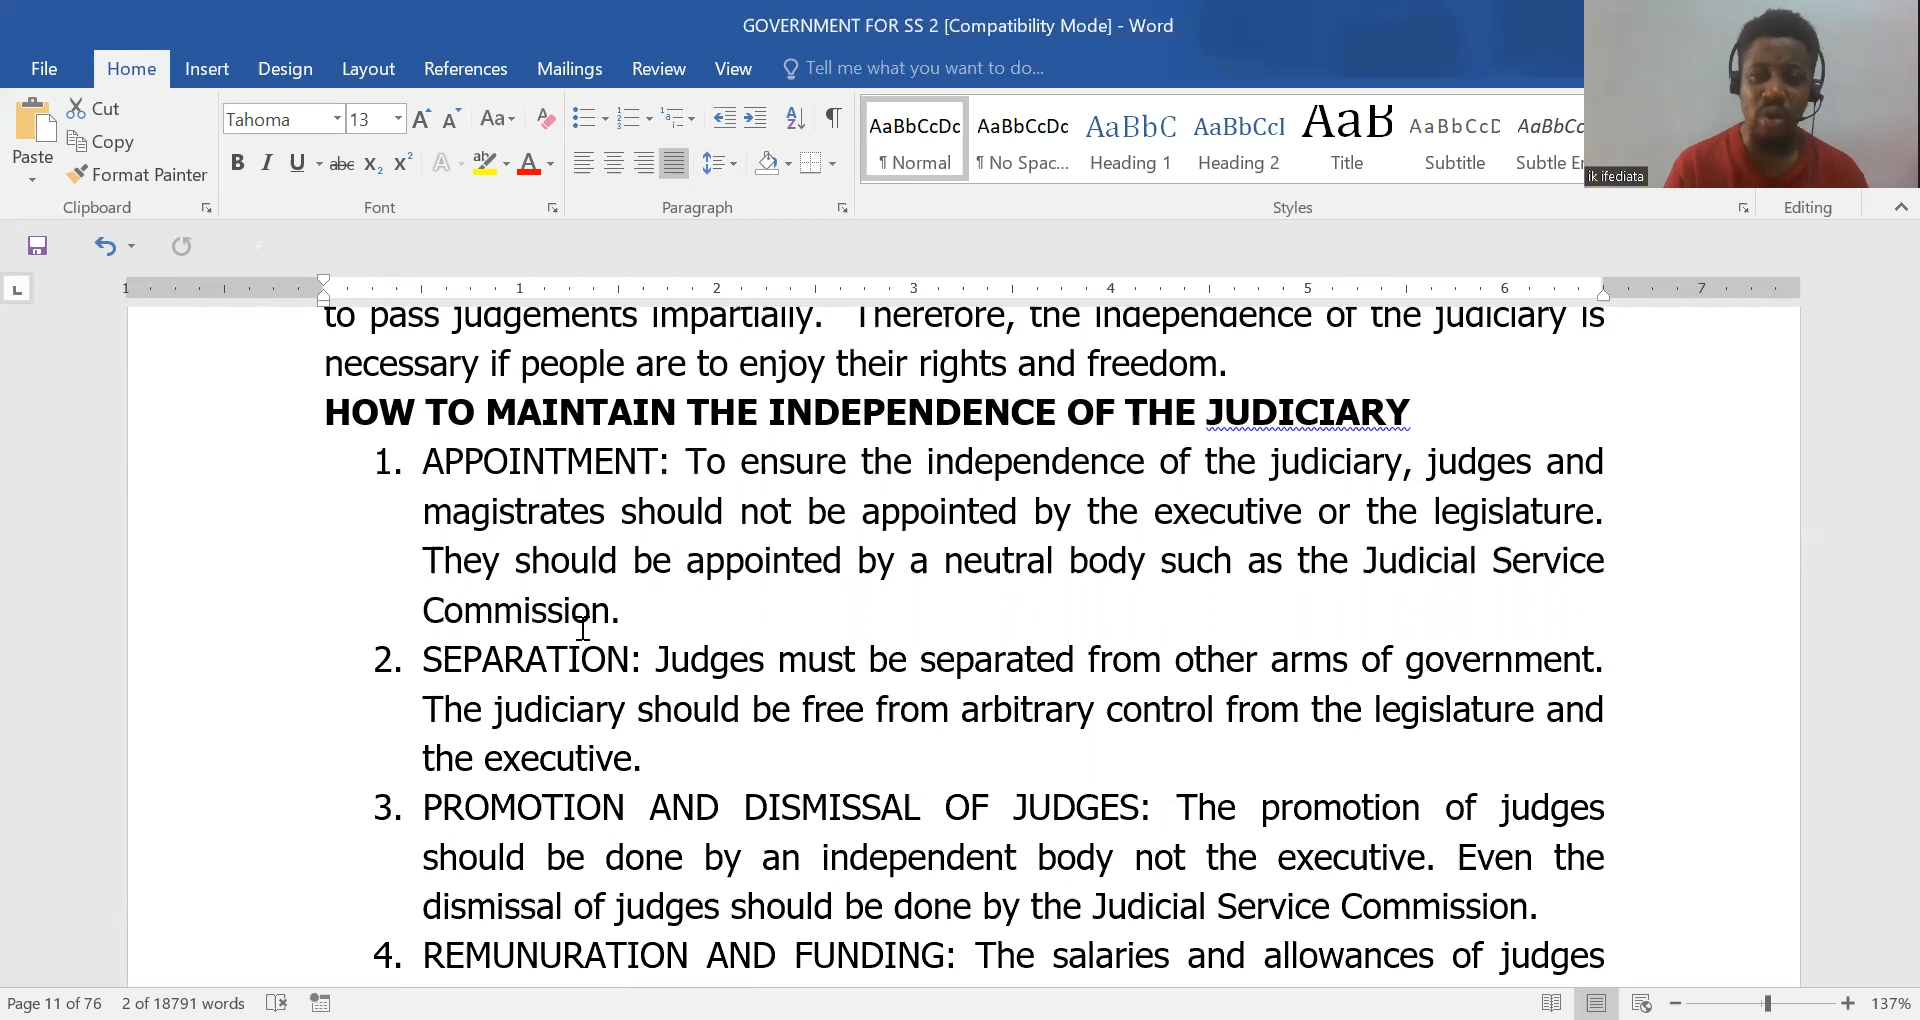 GOVERNMENT FOR SS 2 [Compatibility Mode] - Word
File Home Insert Design Layout References Mailings Review View Tell me what you want to do...
Paste
Cut
Copy
Format Painter
Clipboard
Tahoma 13
Font
Paragraph
AaBbCcDc AaBbCcDc AaBbC AaBbCcI AaB AaBbCcD AaBbCc
¶ Normal ¶ No Spac... Heading 1 Heading 2 Title Subtitle Subtle
Styles
Editing
ik ifediata
1 1 2 3 4 5 6 7
to pass judgements impartially. Therefore, the independence of the judiciary is
necessary if people are to enjoy their rights and freedom.
HOW TO MAINTAIN THE INDEPENDENCE OF THE JUDICIARY
1. APPOINTMENT: To ensure the independence of the judiciary, judges and
magistrates should not be appointed by the executive or the legislature.
They should be appointed by a neutral body such as the Judicial Service
Commission.
2. SEPARATION: Judges must be separated from other arms of government.
The judiciary should be free from arbitrary control from the legislature and
the executive.
3. PROMOTION AND DISMISSAL OF JUDGES: The promotion of judges
should be done by an independent body not the executive. Even the
dismissal of judges should be done by the Judicial Service Commission.
4. REMUNURATION AND FUNDING: The salaries and allowances of judges
Page 11 of 76 2 of 18791 words 137%